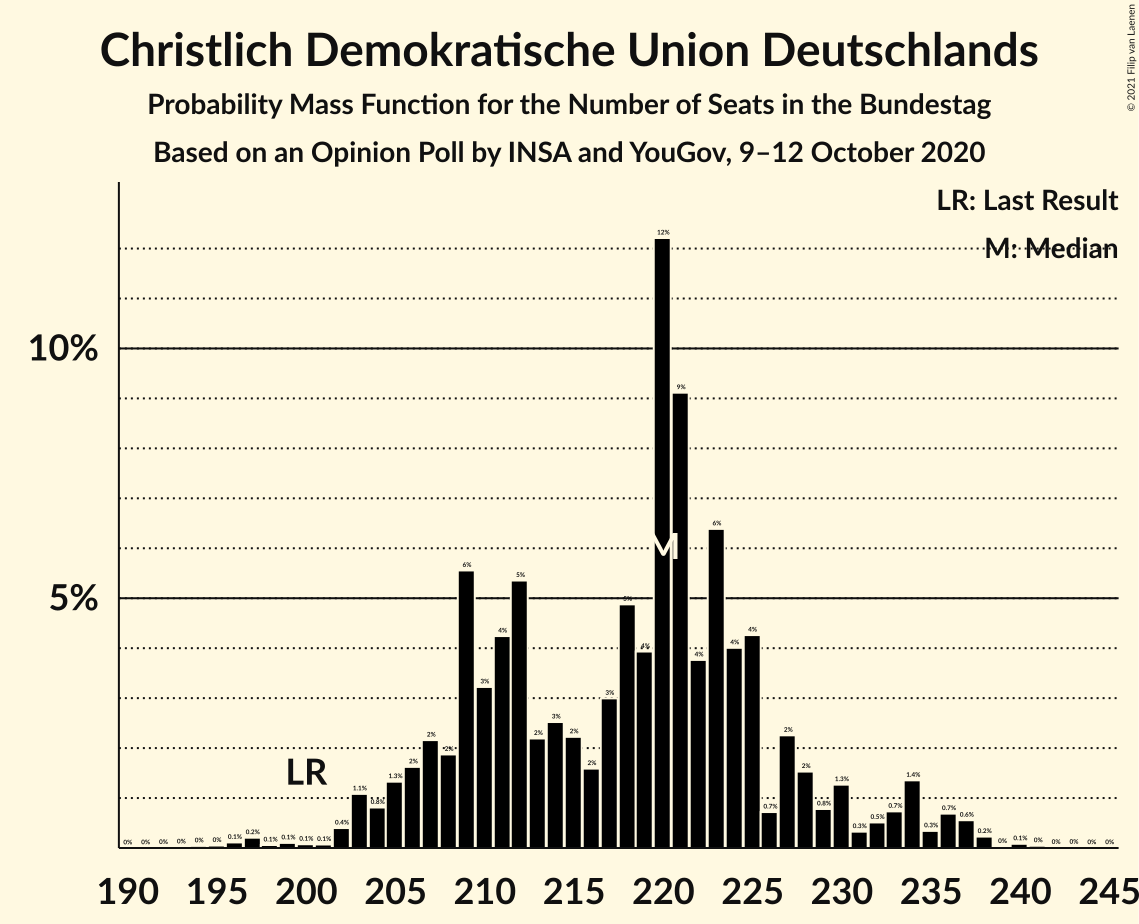 Christlich Demokratische Union Deutschlands
Probability Mass Function for the Number of Seats in the Bundestag
Based on an Opinion Poll by INSA and YouGov, 9–12 October 2020
© 2021 Filip van Laenen
LR: Last Result
M: Median
10%
5%
LR
M
0% 0% 0% 0% 0% 0% 0.1% 0.2% 0.1% 0.1% 0.1% 0.1% 0.4% 1.1% 0.8% 1.3% 2% 2% 2% 6% 3% 4% 5% 2% 3% 2% 2% 3% 5% 4% 12% 9% 4% 6% 4% 4% 0.7% 2% 2% 0.8% 1.3% 0.3% 0.5% 0.7% 1.4% 0.3% 0.7% 0.6% 0.2% 0% 0.1% 0% 0% 0% 0% 0%
190 195 200 205 210 215 220 225 230 235 240 245